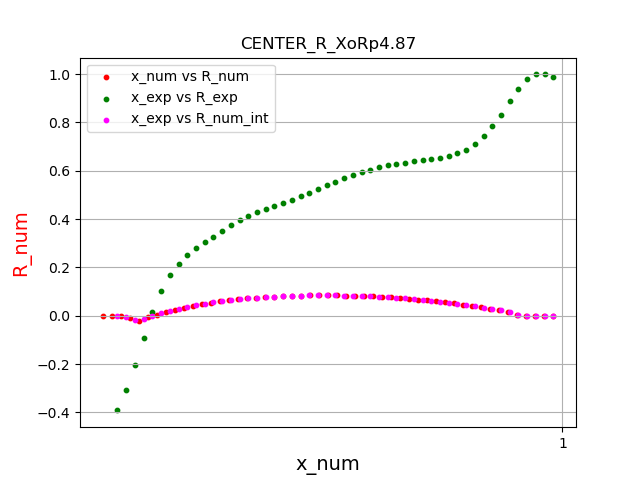 CENTER_R_XoRp4.87
x_num vs R_num
x_exp vs R_exp
x_exp vs R_num_int
1.0
0.8
0.6
0.4
0.2
0.0
−0.2
−0.4
R_num
1
x_num